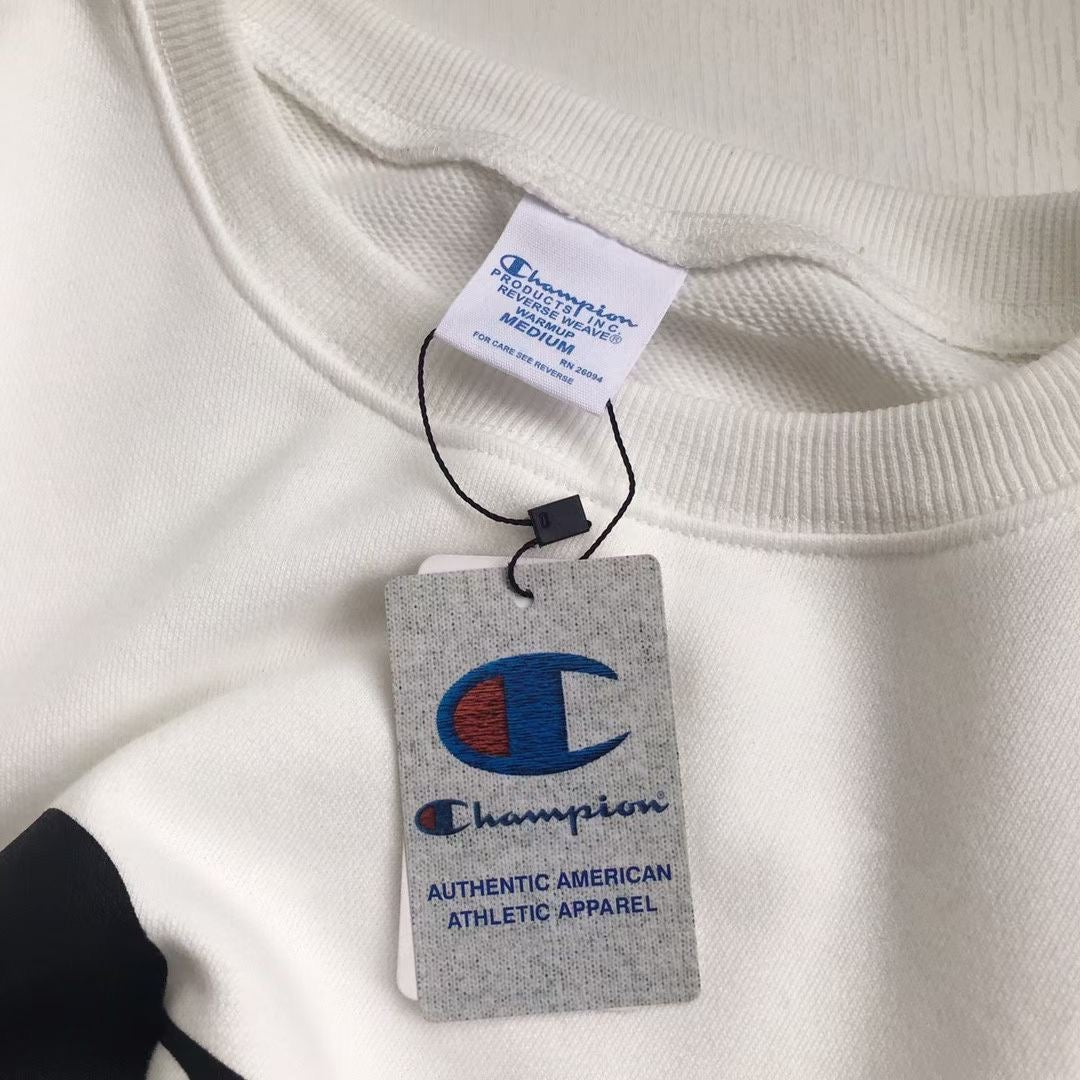 Champion
PRODUCTS INC.
REVERSE WEAVE®
WARMUP
MEDIUM
RN 26094
FOR CARE SEE REVERSE
Champion®
AUTHENTIC AMERICAN
ATHLETIC APPAREL